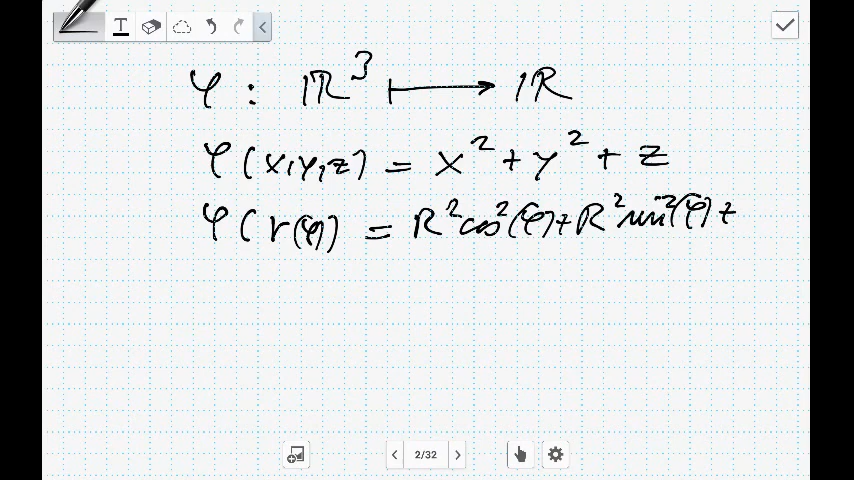 T
φ : ℝ³ ⟼ ℝ
φ(x,y,z) = x² + y² + z
φ(r(φ) = R²cos²(φ)+R²sin²(φ)+
2/32